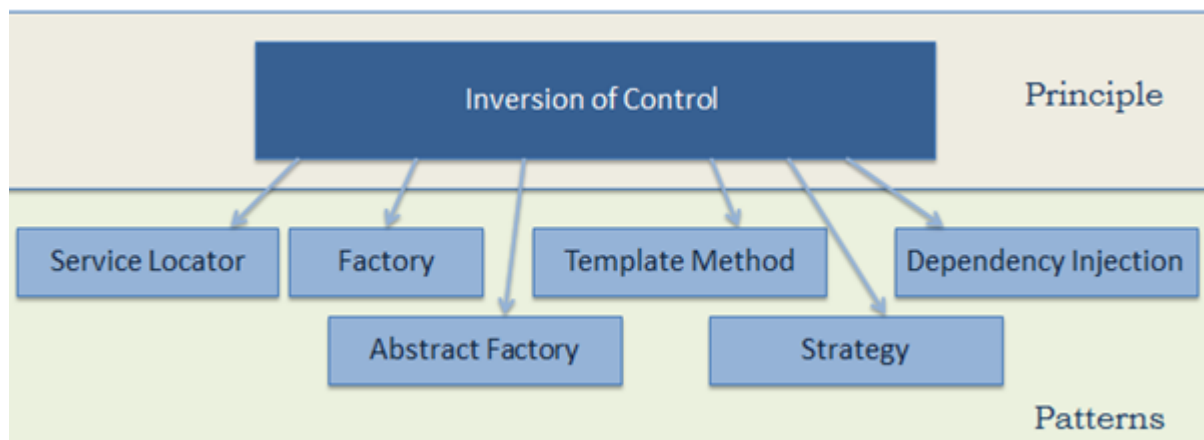 Inversion of Control
Principle
Service Locator
Factory
Template Method
Dependency Injection
Abstract Factory
Strategy
Patterns